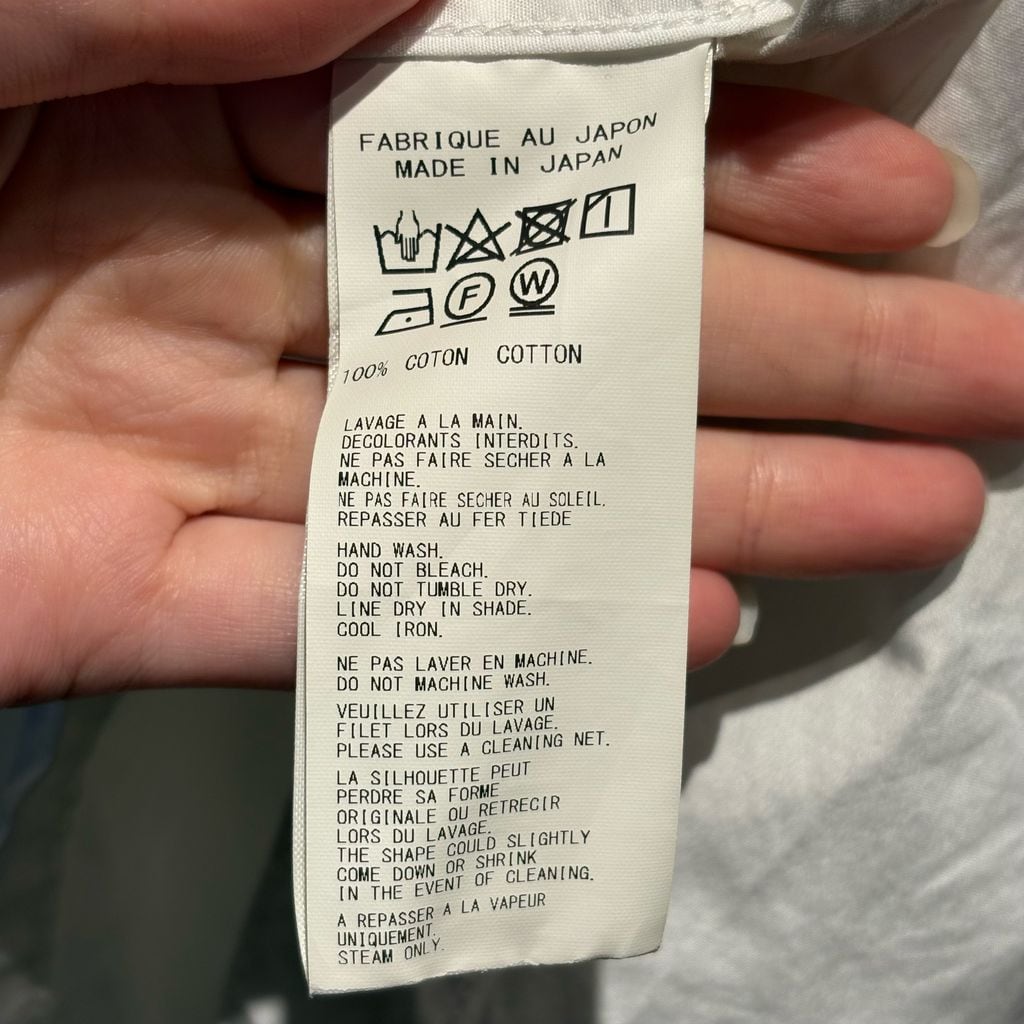 FABRIQUE AU JAPON
MADE IN JAPAN
F W
100% COTON COTTON
LAVAGE A LA MAIN.
DECOLORANTS INTERDITS.
NE PAS FAIRE SECHER A LA
MACHINE.
NE PAS FAIRE SECHER AU SOLEIL.
REPASSER AU FER TIEDE
HAND WASH.
DO NOT BLEACH.
DO NOT TUMBLE DRY.
LINE DRY IN SHADE.
COOL IRON.
NE PAS LAVER EN MACHINE.
DO NOT MACHINE WASH.
VEUILLEZ UTILISER UN
FILET LORS DU LAVAGE.
PLEASE USE A CLEANING NET.
LA SILHOUETTE PEUT
PERDRE SA FORME
ORIGINALE OU RETRECIR
LORS DU LAVAGE.
THE SHAPE COULD SLIGHTLY
COME DOWN OR SHRINK
IN THE EVENT OF CLEANING.
A REPASSER A LA VAPEUR
UNIQUEMENT.
STEAM ONLY.